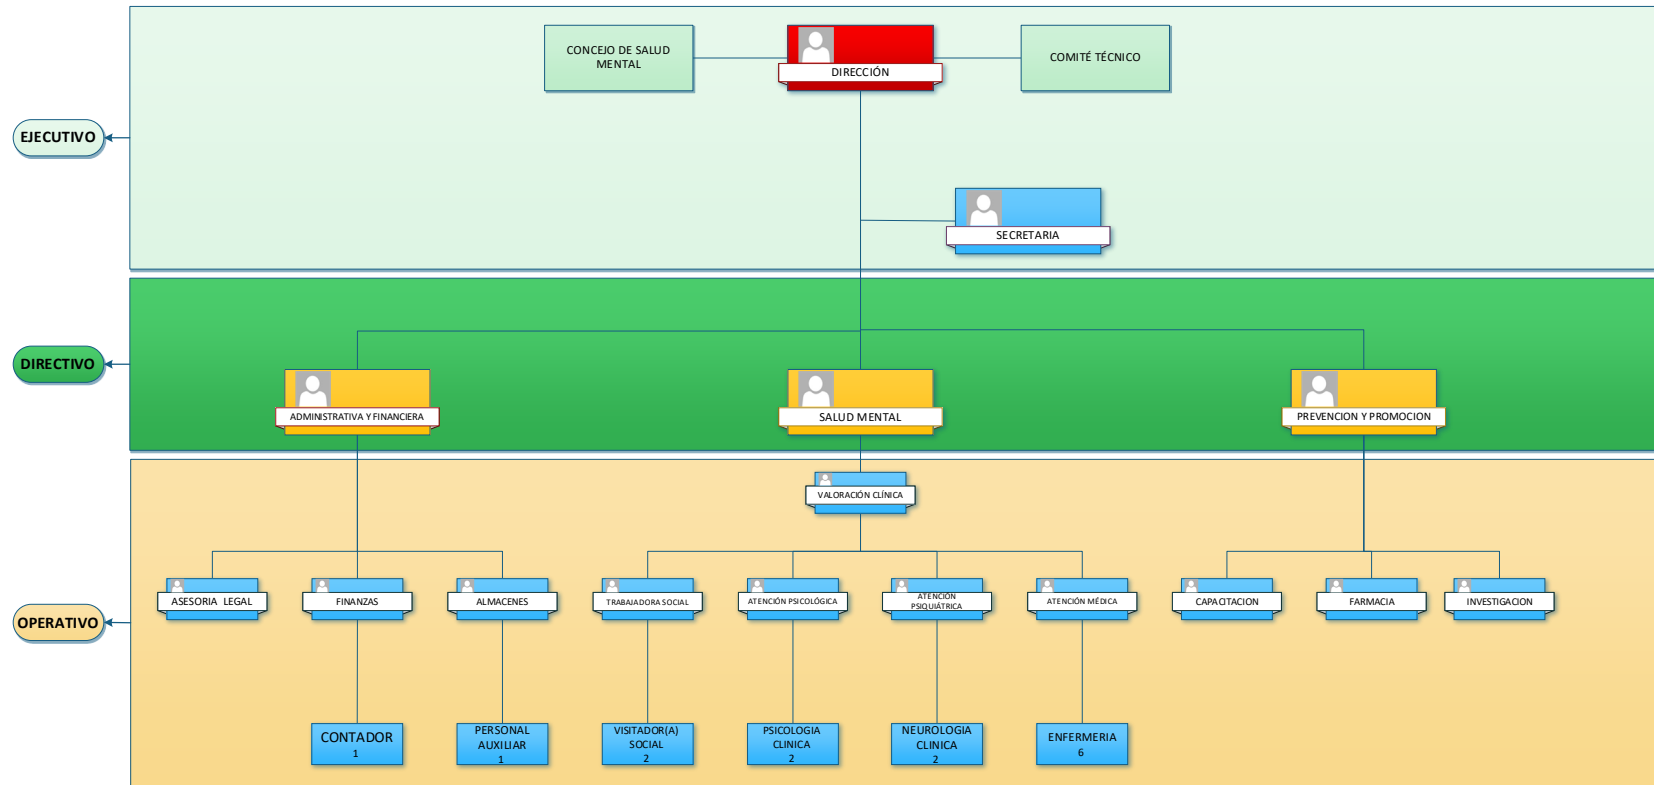 CONCEJO DE SALUD
MENTAL
DIRECCIÓN
COMITÉ TÉCNICO
EJECUTIVO
SECRETARIA
DIRECTIVO
ADMINISTRATIVA Y FINANCIERA
SALUD MENTAL
PREVENCION Y PROMOCION
VALORACIÓN CLÍNICA
OPERATIVO
ASESORIA LEGAL
FINANZAS
ALMACENES
TRABAJADORA SOCIAL
ATENCIÓN PSICOLÓGICA
ATENCIÓN
PSIQUIÁTRICA
ATENCIÓN MÉDICA
CAPACITACION
FARMACIA
INVESTIGACION
CONTADOR
1
PERSONAL
AUXILIAR
1
VISITADOR(A)
SOCIAL
2
PSICOLOGIA
CLINICA
2
NEUROLOGIA
CLINICA
2
ENFERMERIA
6